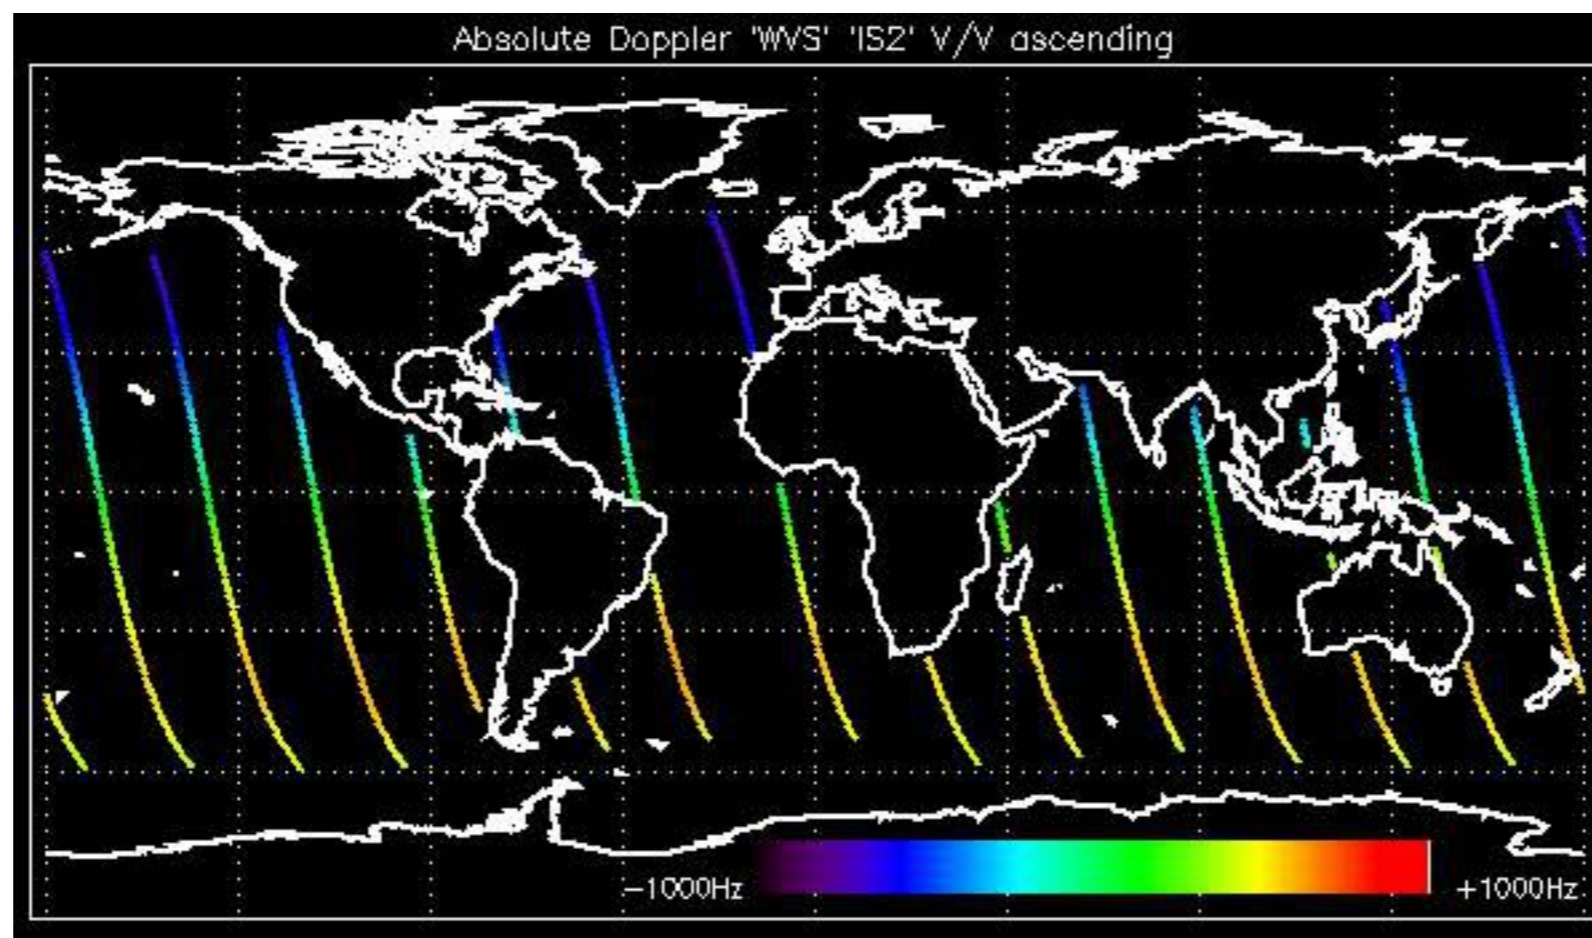 Absolute Doppler 'WVS' 'IS2' V/V ascending
−1000Hz +1000Hz